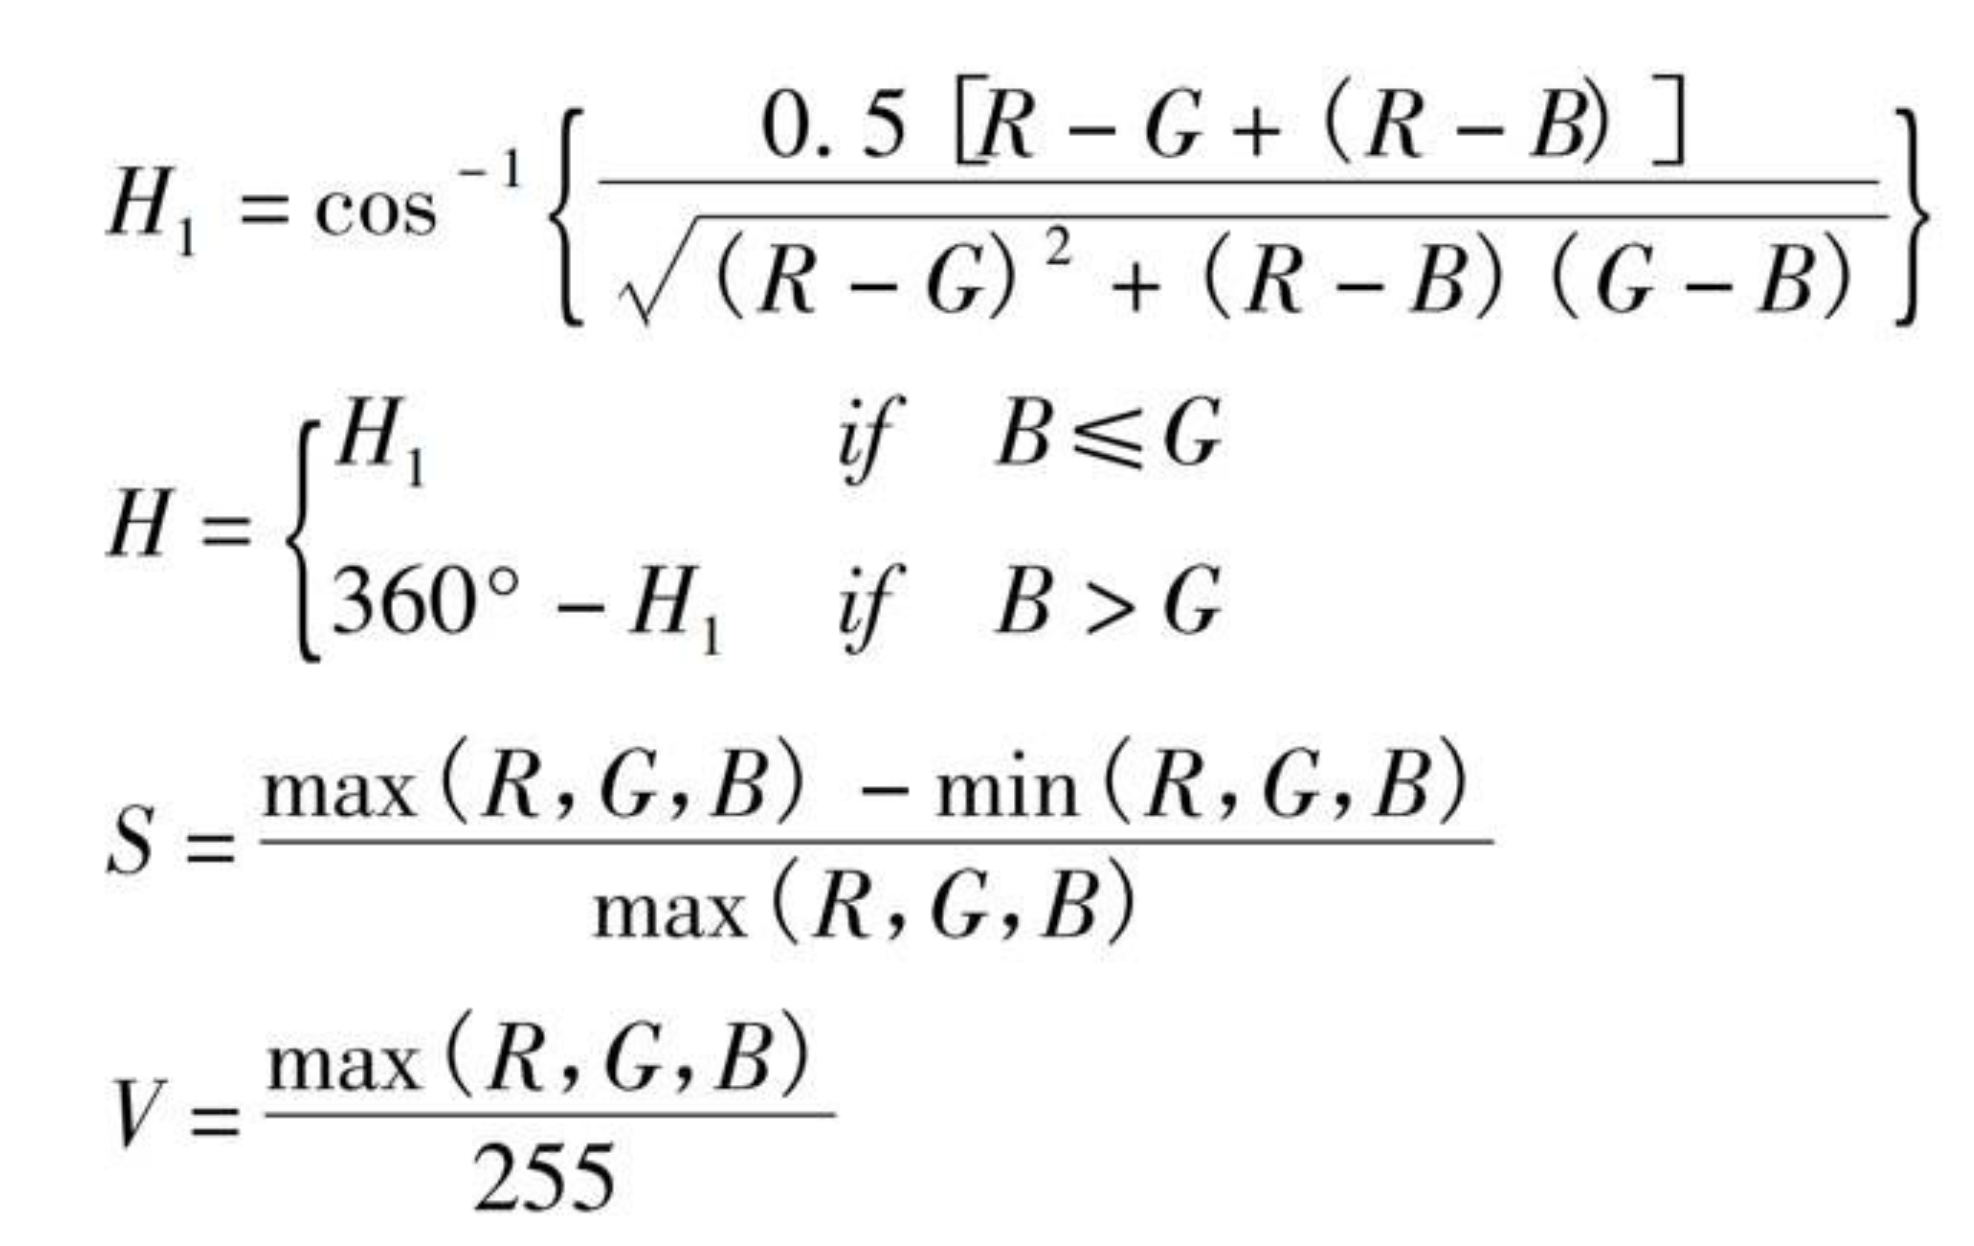 H₁ = cos⁻¹ { 0.5 [R − G + (R − B)] / √((R − G)² + (R − B)(G − B)) }
H = { H₁ if B ⩽ G
360° − H₁ if B > G
S = (max(R,G,B) − min(R,G,B)) / max(R,G,B)
V = max(R,G,B) / 255